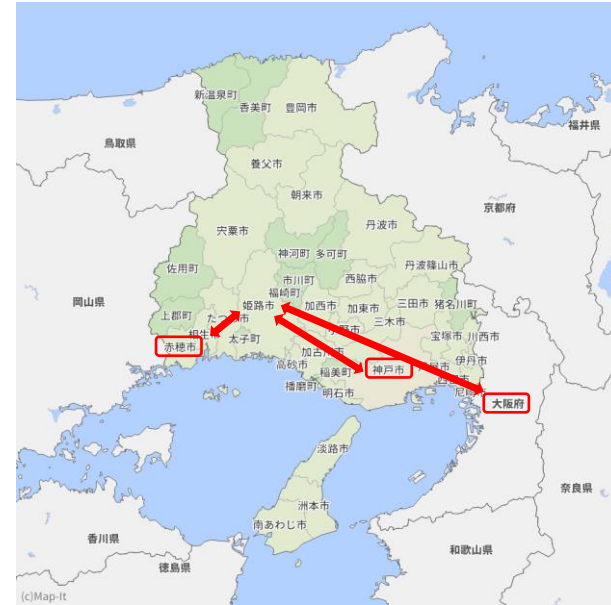 新温泉町
香美町
豊岡市
福井県
鳥取県
養父市
朝来市
京都府
宍粟市
丹波市
神河町
多可町
佐用町
丹波篠山市
市川町
西脇市
福崎町
岡山県
姫路市
加西市
加東市
三田市
猪名川町
上郡町
三木市
太子町
宝塚市
川西市
赤穂市
高砂市
稲美町
神戸市
伊丹市
播磨町
明石市
大阪府
淡路市
奈良県
洲本市
南あわじ市
香川県
和歌山県
徳島県
(c)Map-It